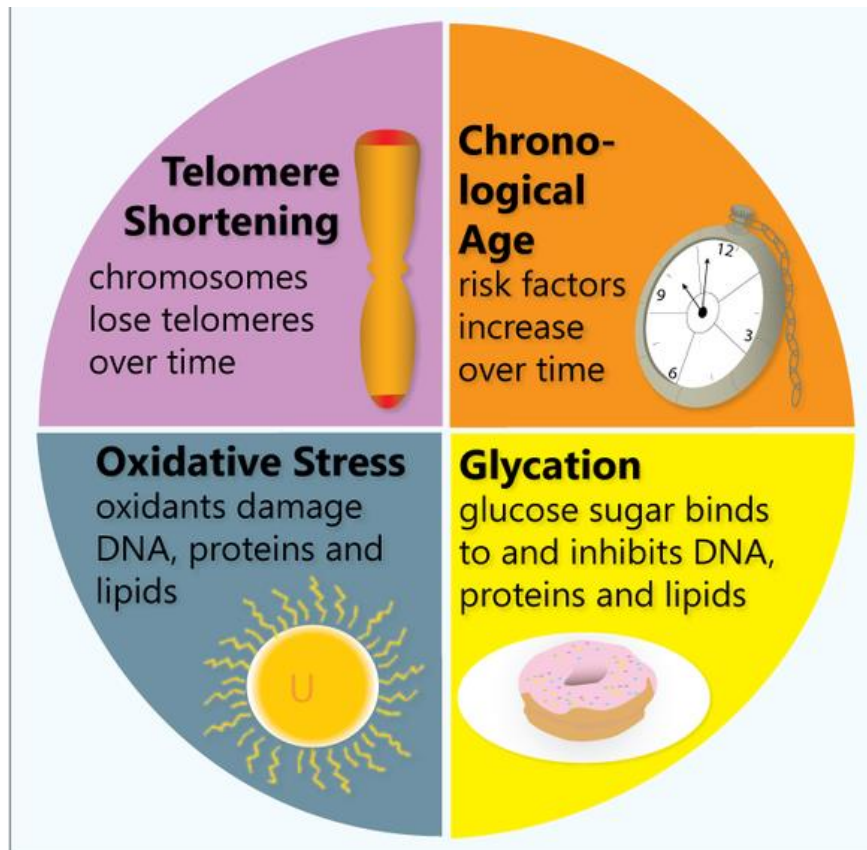 Telomere
Shortening
chromosomes
lose telomeres
over time
Chrono-
logical
Age
risk factors
increase
over time
12
9
3
6
Oxidative Stress
oxidants damage
DNA, proteins and
lipids
U
Glycation
glucose sugar binds
to and inhibits DNA,
proteins and lipids